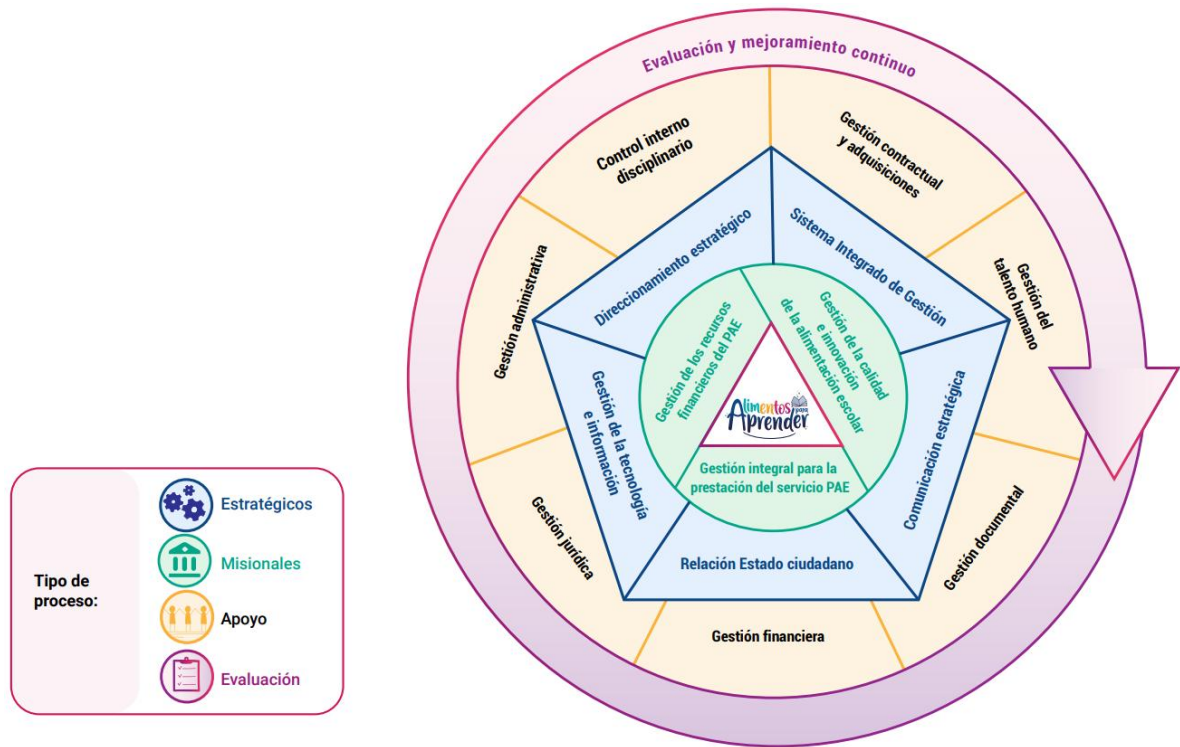 Evaluación y mejoramiento continuo
Control interno
disciplinario
Gestión contractual
y adquisiciones
Gestión del
talento humano
Gestión documental
Gestión financiera
Gestión jurídica
Gestión administrativa
Direccionamiento estratégico
Sistema Integrado de Gestión
Comunicación estratégica
Relación Estado ciudadano
Gestión de la tecnología
e información
Gestión de los recursos
financieros del PAE
Gestión de la calidad
e innovación
de la alimentación escolar
Gestión integral para la
prestación del servicio PAE
Alimentos
para
Aprender
Tipo de
proceso:
Estratégicos
Misionales
Apoyo
Evaluación